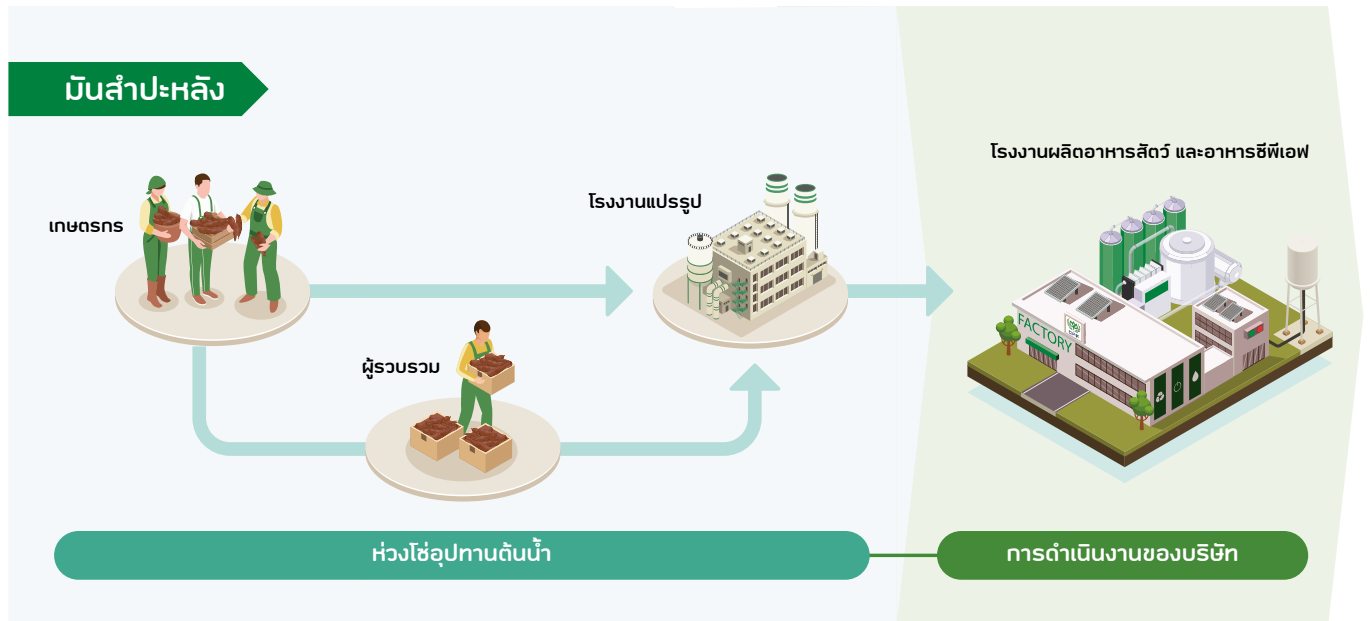 มันสำปะหลัง
เกษตรกร
ผู้รวบรวม
โรงงานแปรรูป
โรงงานผลิตอาหารสัตว์ และอาหารซีพีเอฟ
FACTORY
ห่วงโซ่อุปทานต้นน้ำ
การดำเนินงานของบริษัท